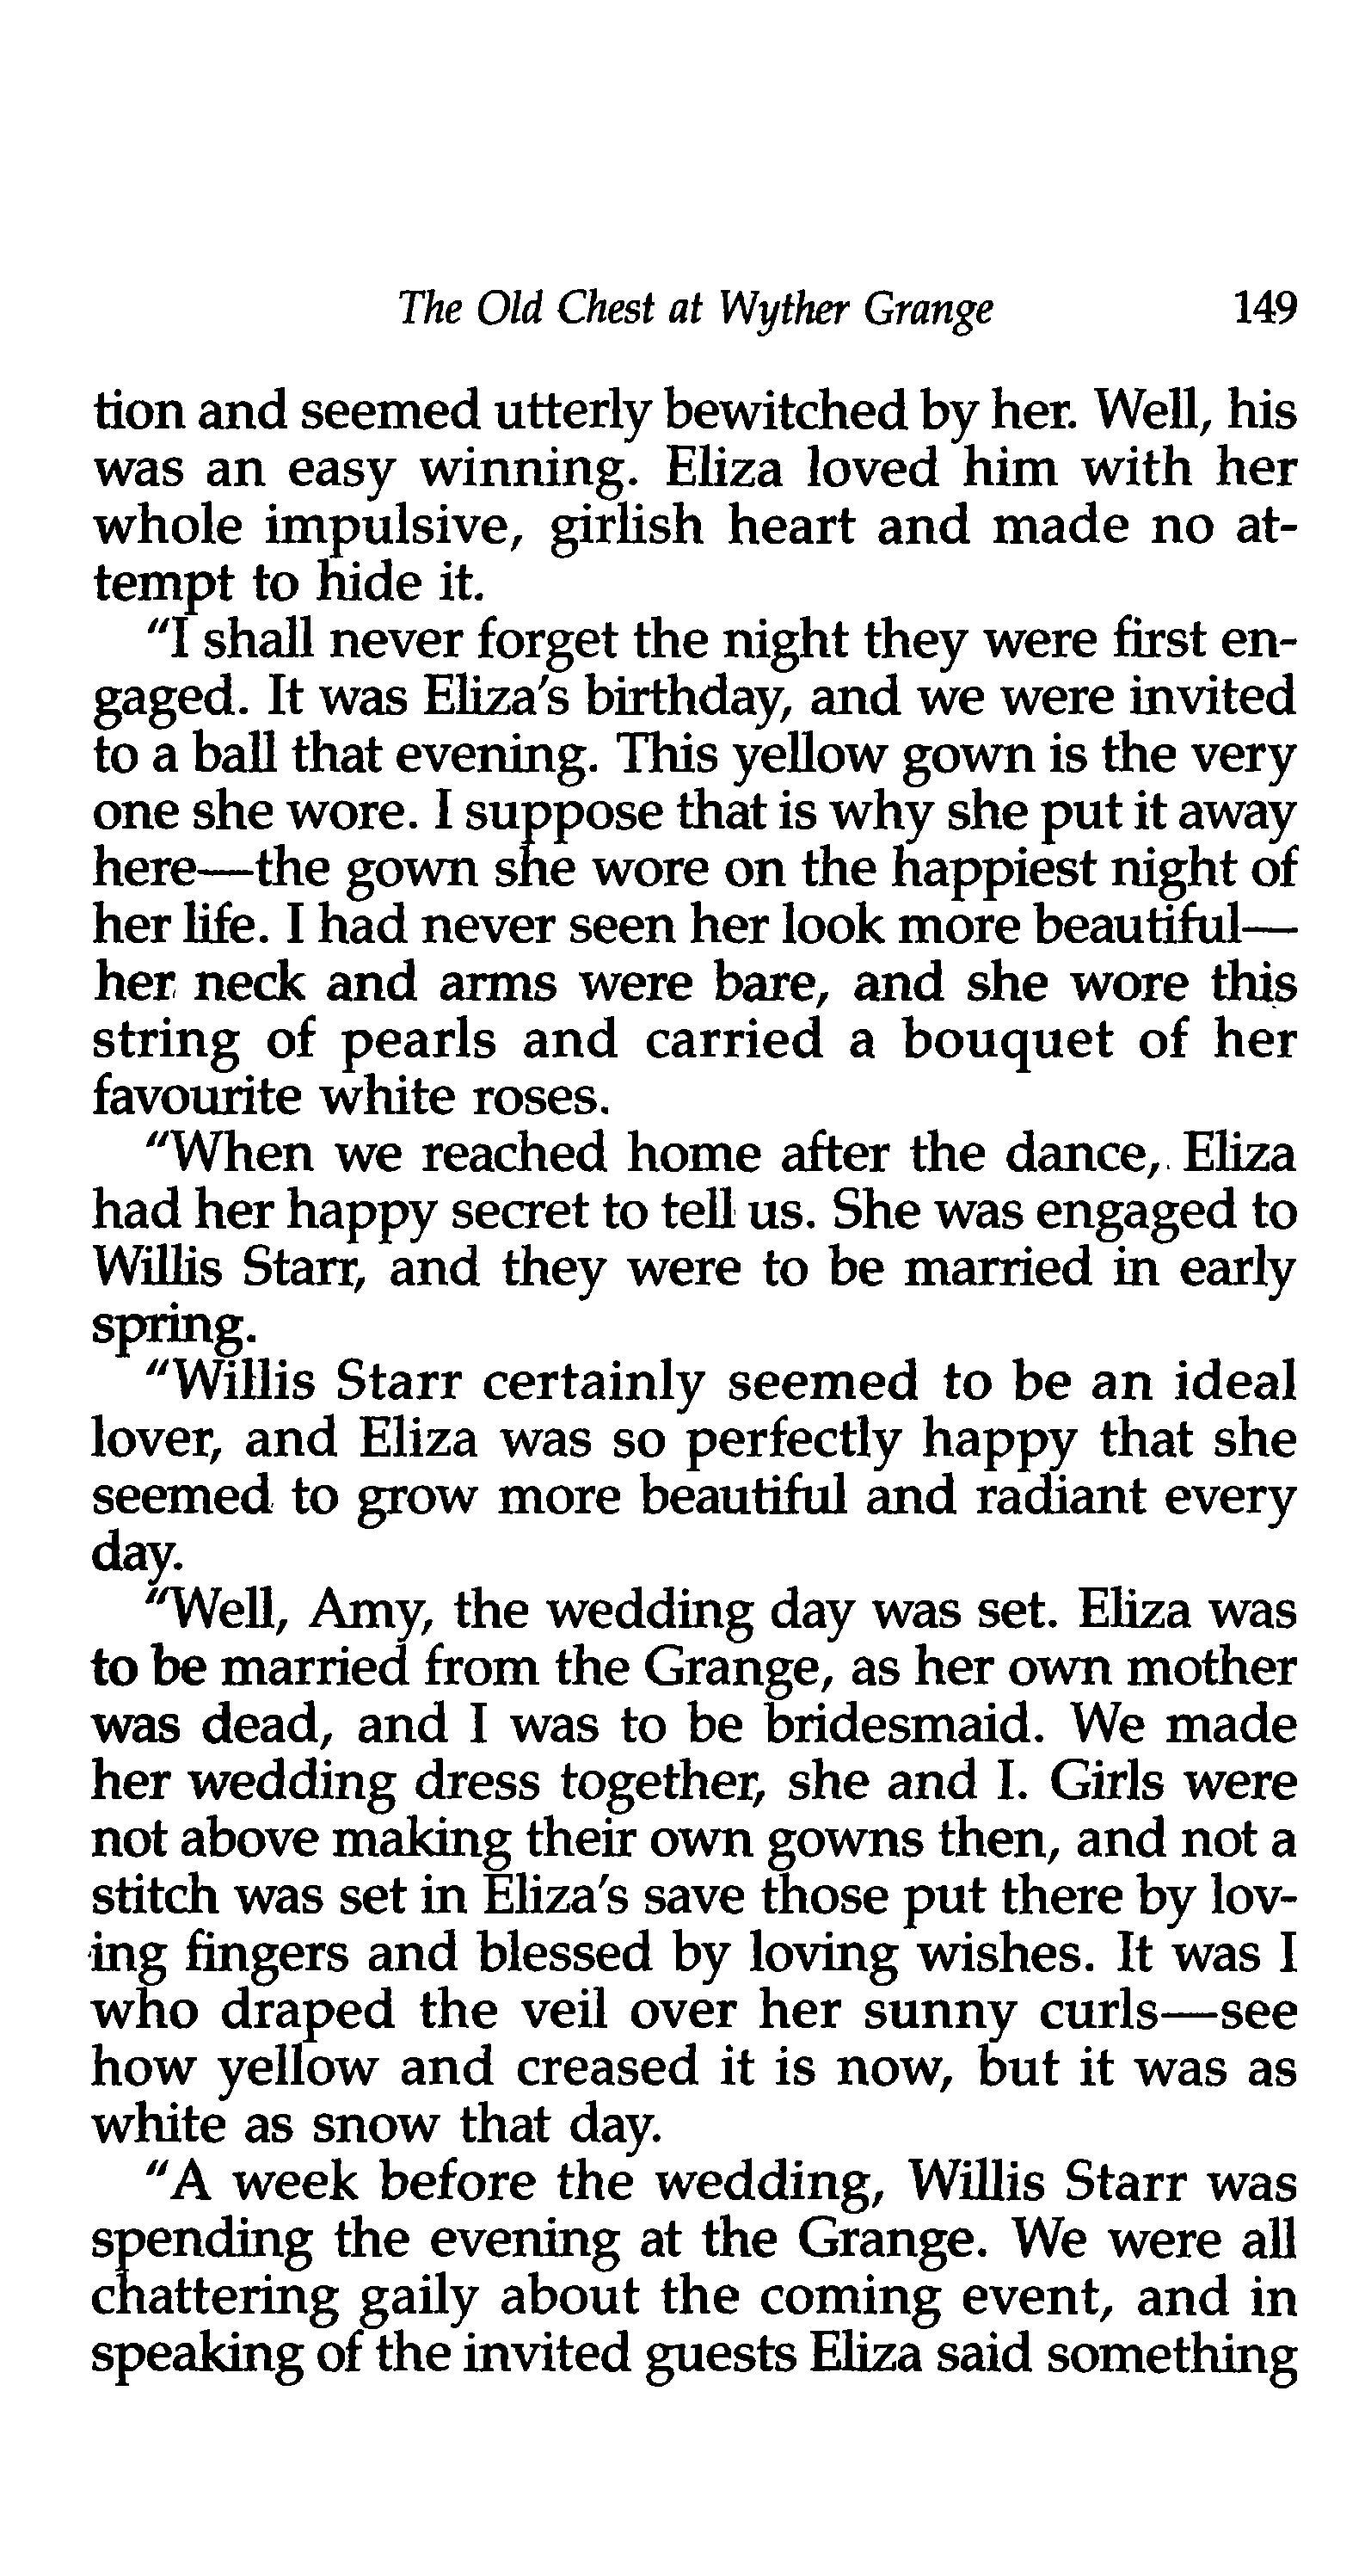 The Old Chest at Wyther Grange 149
tion and seemed utterly bewitched by her. Well, his
was an easy winning. Eliza loved him with her
whole impulsive, girlish heart and made no at-
tempt to hide it.
"I shall never forget the night they were first en-
gaged. It was Eliza's birthday, and we were invited
to a ball that evening. This yellow gown is the very
one she wore. I suppose that is why she put it away
here—the gown she wore on the happiest night of
her life. I had never seen her look more beautiful—
her neck and arms were bare, and she wore this
string of pearls and carried a bouquet of her
favourite white roses.
"When we reached home after the dance, Eliza
had her happy secret to tell us. She was engaged to
Willis Starr, and they were to be married in early
spring.
"Willis Starr certainly seemed to be an ideal
lover, and Eliza was so perfectly happy that she
seemed to grow more beautiful and radiant every
day.
"Well, Amy, the wedding day was set. Eliza was
to be married from the Grange, as her own mother
was dead, and I was to be bridesmaid. We made
her wedding dress together, she and I. Girls were
not above making their own gowns then, and not a
stitch was set in Eliza's save those put there by lov-
ing fingers and blessed by loving wishes. It was I
who draped the veil over her sunny curls—see
how yellow and creased it is now, but it was as
white as snow that day.
"A week before the wedding, Willis Starr was
spending the evening at the Grange. We were all
chattering gaily about the coming event, and in
speaking of the invited guests Eliza said something